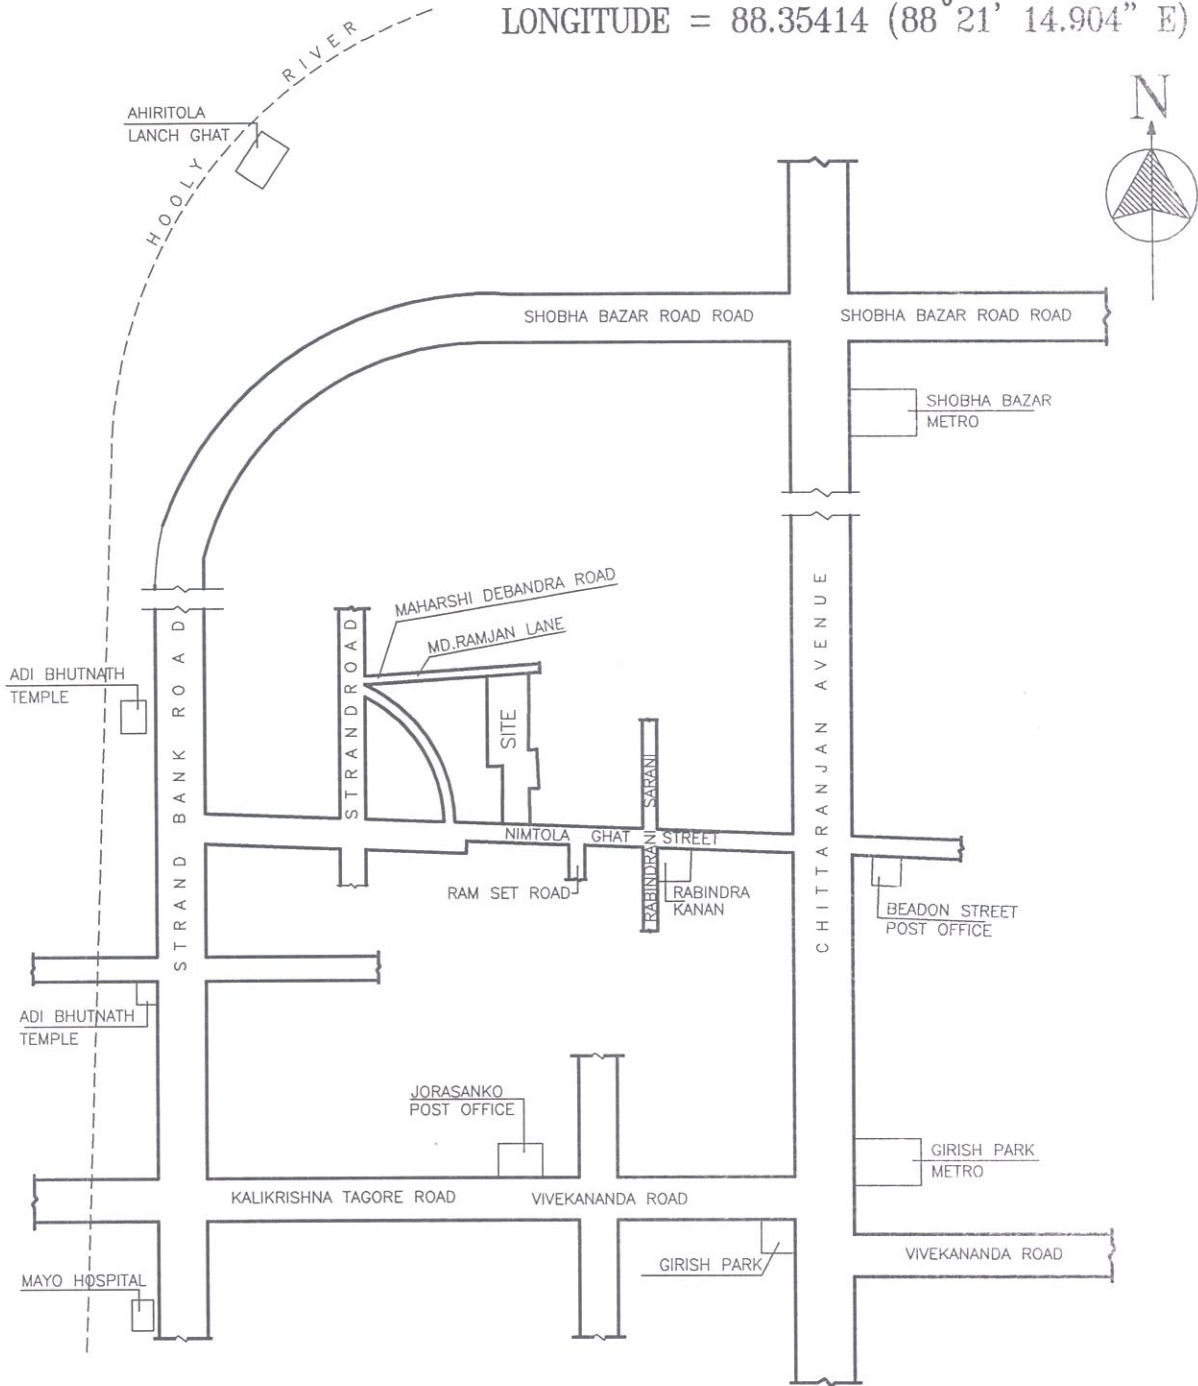 LONGITUDE = 88.35414 (88°21' 14.904" E)
N
HOOLY RIVER
AHIRITOLA
LANCH GHAT
SHOBHA BAZAR ROAD ROAD
SHOBHA BAZAR ROAD ROAD
SHOBHA BAZAR
METRO
MAHARSHI DEBANDRA ROAD
MD.RAMJAN LANE
ADI BHUTNATH
TEMPLE
STRAND BANK ROAD
STRANDROAD
SITE
RABINDRANI SARANI
CHITTARANJAN AVENUE
NIMTOLA GHAT STREET
RAM SET ROAD
RABINDRA
KANAN
BEADON STREET
POST OFFICE
ADI BHUTNATH
TEMPLE
JORASANKO
POST OFFICE
GIRISH PARK
METRO
KALIKRISHNA TAGORE ROAD
VIVEKANANDA ROAD
GIRISH PARK
VIVEKANANDA ROAD
MAYO HOSPITAL